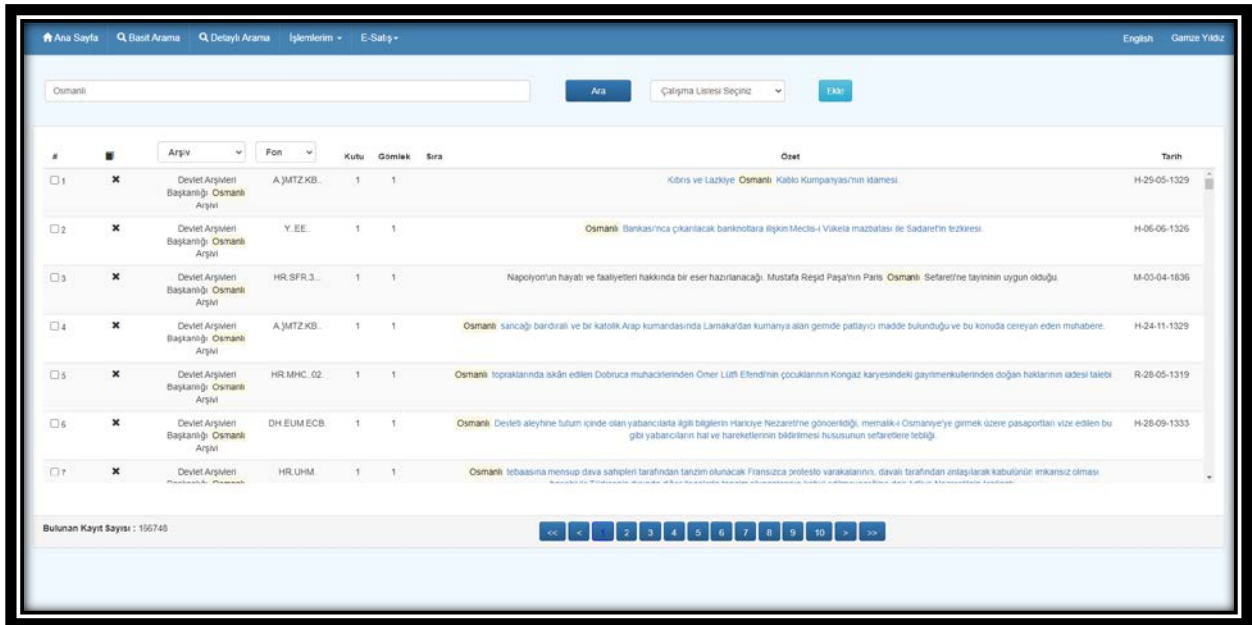 Ana Sayfa Basit Arama Detaylı Arama İşlemlerim E-Satış English Gamze Yıldız
Osmanlı Ara Çalışma Listesi Seçiniz Ekle
# Arşiv Fon Kutu Gömlek Sıra Özet Tarih
1 Devlet Arşivleri Başkanlığı Osmanlı Arşivi A.}MTZ.KB.. 1 1 Kıbrıs ve Lazkiye Osmanlı Kablo Kumpanyası'nın idamesi. H-29-05-1329
2 Devlet Arşivleri Başkanlığı Osmanlı Arşivi Y..EE.. 1 1 Osmanlı Bankası'nca çıkarılacak banknotlara ilişkin Meclis-i Vükela mazbatası ile Sadaret'in tezkiresi. H-06-06-1326
3 Devlet Arşivleri Başkanlığı Osmanlı Arşivi HR.SFR.3... 1 1 Napolyon'un hayatı ve faaliyetleri hakkında bir eser hazırlanacağı. Mustafa Reşid Paşa'nın Paris Osmanlı Sefareti'ne tayininin uygun olduğu. M-03-04-1836
4 Devlet Arşivleri Başkanlığı Osmanlı Arşivi A.}MTZ.KB.. 1 1 Osmanlı sancağı bandıralı ve bir katolik Arap kumandasında Larnaka'dan kumanya alan gemide patlayıcı madde bulunduğu ve bu konuda cereyan eden muhabere. H-24-11-1329
5 Devlet Arşivleri Başkanlığı Osmanlı Arşivi HR.MHC..02. 1 1 Osmanlı topraklarında iskân edilen Dobruca muhacirlerinden Ömer Lütfi Efendi'nin çocuklarının Kongaz karyesindeki gayrimenkullerinden doğan haklarının iadesi talebi. R-28-05-1319
6 Devlet Arşivleri Başkanlığı Osmanlı Arşivi DH.EUM.ECB. 1 1 Osmanlı Devleti aleyhine tutum içinde olan yabancılarla ilgili bilgilerin Hariciye Nezareti'ne gönderildiği, memalik-i Osmaniye'ye girmek üzere pasaportları vize edilen bu
gibi yabancıların hal ve hareketlerinin bildirilmesi hususunun sefaretlere tebliği. H-28-09-1333
7 Devlet Arşivleri HR.UHM. 1 1 Osmanlı tebaasına mensup dava sahipleri tarafından tanzim olunacak Fransızca protesto varakalarının, davalı tarafından anlaşılarak kabulünün imkansız olması
Bulunan Kayıt Sayısı : 166748 << < 1 2 3 4 5 6 7 8 9 10 > >>